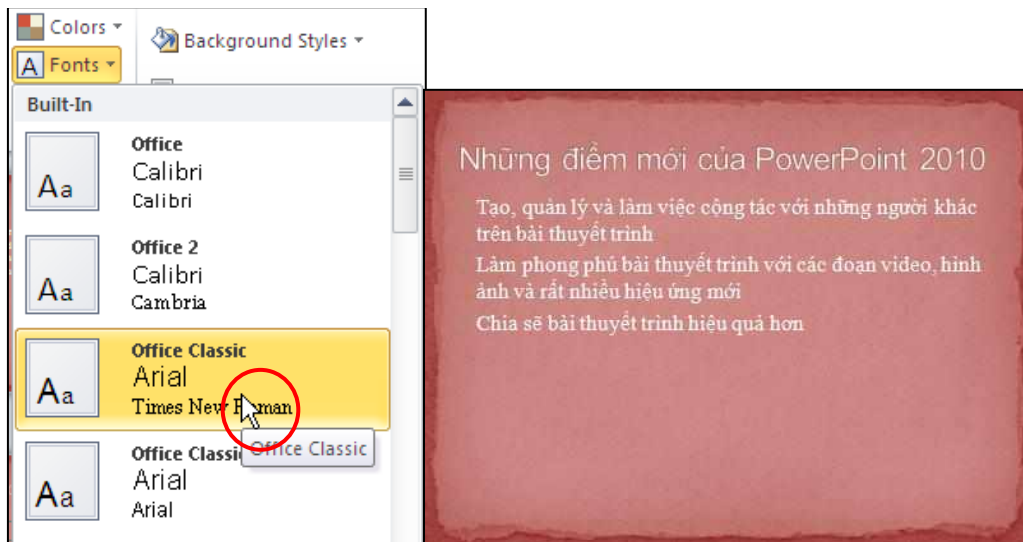 Colors
Background Styles
A Fonts
Built-In
Aa
Office
Calibri
Calibri
Aa
Office 2
Calibri
Cambria
Aa
Office Classic
Arial
Times New Roman
Office Classic
Aa
Office Classic
Arial
Arial
Những điểm mới của PowerPoint 2010
Tạo, quản lý và làm việc cộng tác với những người khác
trên bài thuyết trình
Làm phong phú bài thuyết trình với các đoạn video, hình
ảnh và rất nhiều hiệu ứng mới
Chia sẽ bài thuyết trình hiệu quả hơn